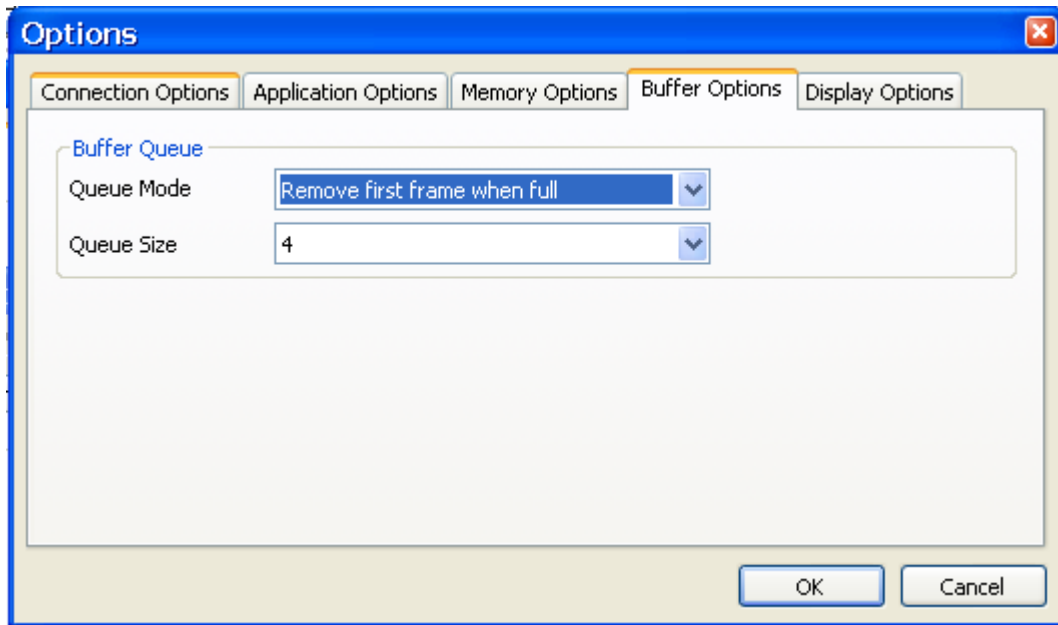 Options
Connection Options Application Options Memory Options Buffer Options Display Options
Buffer Queue
Queue Mode Remove first frame when full
Queue Size 4
OK Cancel